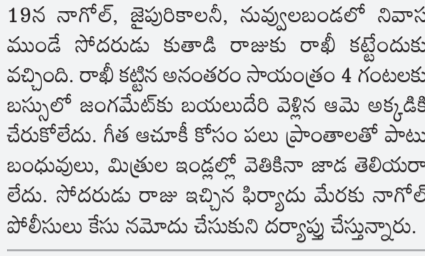 19న నాగోల్, జైపురికాలనీ, నువ్వులబండలో నివాస
ముండే సోదరుడు కుతాడి రాజుకు రాఖీ కట్టేందుకు
వచ్చింది. రాఖీ కట్టిన అనంతరం సాయంత్రం 4 గంటలకు
బస్సులో జంగమేట్‌కు బయలుదేరి వెళ్లిన ఆమె అక్కడికి
చేరుకోలేదు. గీత ఆచూకీ కోసం పలు ప్రాంతాలతో పాటు
బంధువులు, మిత్రుల ఇండ్లల్లో వెతికినా జాడ తెలియరా
లేదు. సోదరుడు రాజు ఇచ్చిన ఫిర్యాదు మేరకు నాగోల్
పోలీసులు కేసు నమోదు చేసుకుని దర్యాప్తు చేస్తున్నారు.